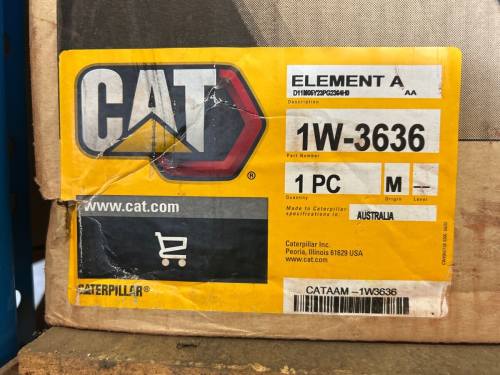 CAT
®
www.cat.com
CATERPILLAR®
ELEMENT A
AA
Description
1W-3636
Part Number
1 PC
M —
Quantity
Origin
Level
Made to Caterpillar
specifications in:
AUSTRALIA
Caterpillar Inc.
Peoria, Illinois 61629 USA
www.cat.com
CATAAM-1W3636